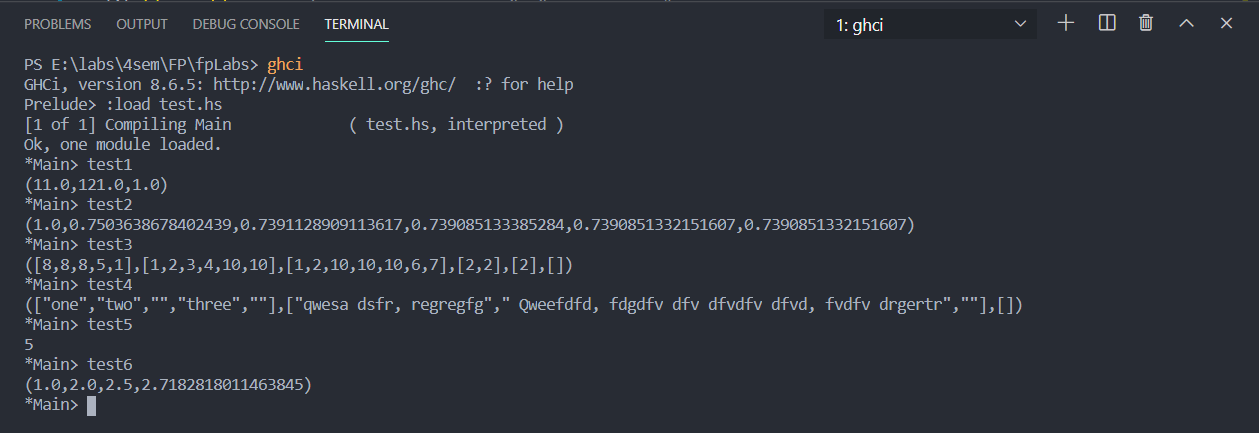 PROBLEMS OUTPUT DEBUG CONSOLE TERMINAL 1: ghci
PS E:\labs\4sem\FP\fpLabs> ghci
GHCi, version 8.6.5: http://www.haskell.org/ghc/  :? for help
Prelude> :load test.hs
[1 of 1] Compiling Main             ( test.hs, interpreted )
Ok, one module loaded.
*Main> test1
(11.0,121.0,1.0)
*Main> test2
(1.0,0.7503638678402439,0.7391128909113617,0.739085133385284,0.7390851332151607,0.7390851332151607)
*Main> test3
([8,8,8,5,1],[1,2,3,4,10,10],[1,2,10,10,10,6,7],[2,2],[2],[])
*Main> test4
(["one","two","","three",""],["qwesa dsfr, regregfg"," Qweefdfd, fdgdfv dfv dfvdfv dfvd, fvdfv drgertr",""],[])
*Main> test5
5
*Main> test6
(1.0,2.0,2.5,2.7182818011463845)
*Main>